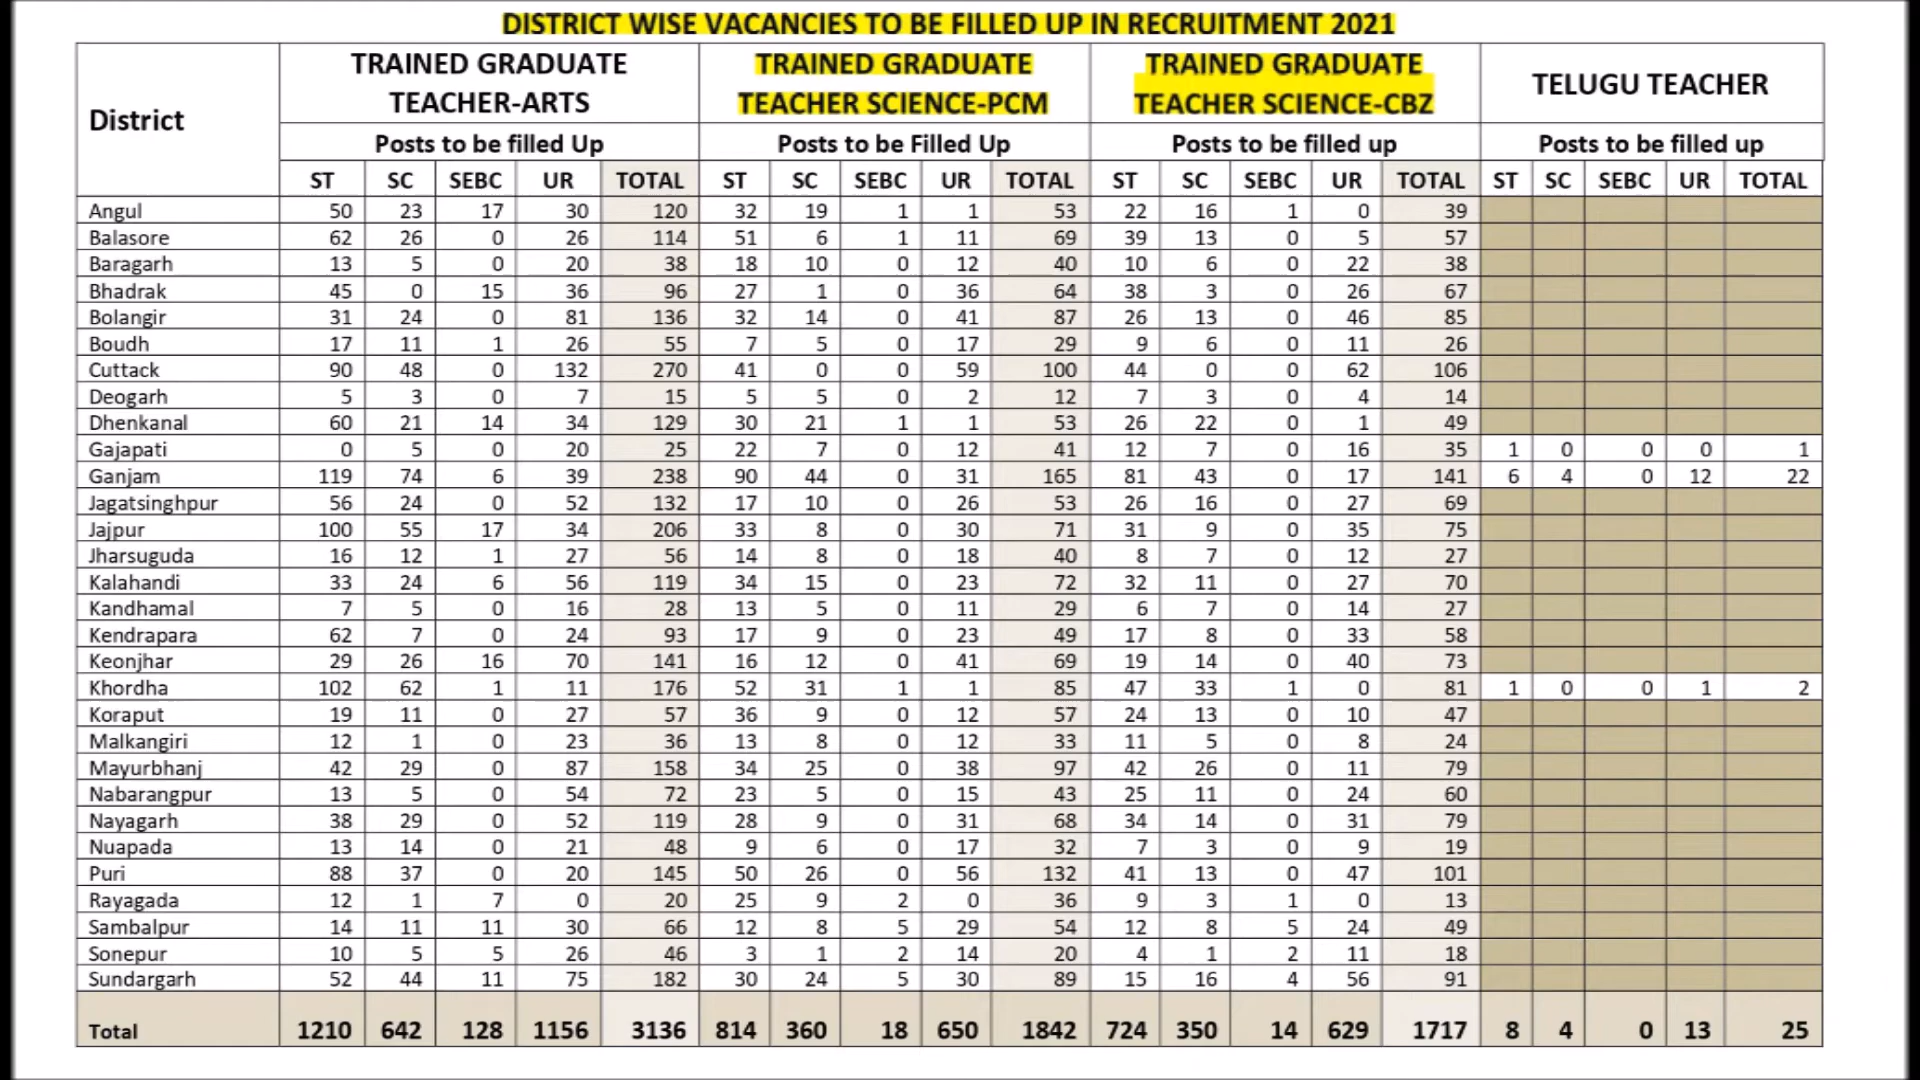 DISTRICT WISE VACANCIES TO BE FILLED UP IN RECRUITMENT 2021
District TRAINED GRADUATE TEACHER-ARTS TRAINED GRADUATE TEACHER SCIENCE-PCM TRAINED GRADUATE TEACHER SCIENCE-CBZ TELUGU TEACHER
Posts to be filled Up Posts to be Filled Up Posts to be filled up Posts to be filled up
ST SC SEBC UR TOTAL ST SC SEBC UR TOTAL ST SC SEBC UR TOTAL ST SC SEBC UR TOTAL
Angul 50 23 17 30 120 32 19 1 1 53 22 16 1 0 39
Balasore 62 26 0 26 114 51 6 1 11 69 39 13 0 5 57
Baragarh 13 5 0 20 38 18 10 0 12 40 10 6 0 22 38
Bhadrak 45 0 15 36 96 27 1 0 36 64 38 3 0 26 67
Bolangir 31 24 0 81 136 32 14 0 41 87 26 13 0 46 85
Boudh 17 11 1 26 55 7 5 0 17 29 9 6 0 11 26
Cuttack 90 48 0 132 270 41 0 0 59 100 44 0 0 62 106
Deogarh 5 3 0 7 15 5 5 0 2 12 7 3 0 4 14
Dhenkanal 60 21 14 34 129 30 21 1 1 53 26 22 0 1 49
Gajapati 0 5 0 20 25 22 7 0 12 41 12 7 0 16 35 1 0 0 0 1
Ganjam 119 74 6 39 238 90 44 0 31 165 81 43 0 17 141 6 4 0 12 22
Jagatsinghpur 56 24 0 52 132 17 10 0 26 53 26 16 0 27 69
Jajpur 100 55 17 34 206 33 8 0 30 71 31 9 0 35 75
Jharsuguda 16 12 1 27 56 14 8 0 18 40 8 7 0 12 27
Kalahandi 33 24 6 56 119 34 15 0 23 72 32 11 0 27 70
Kandhamal 7 5 0 16 28 13 5 0 11 29 6 7 0 14 27
Kendrapara 62 7 0 24 93 17 9 0 23 49 17 8 0 33 58
Keonjhar 29 26 16 70 141 16 12 0 41 69 19 14 0 40 73
Khordha 102 62 1 11 176 52 31 1 1 85 47 33 1 0 81 1 0 0 1 2
Koraput 19 11 0 27 57 36 9 0 12 57 24 13 0 10 47
Malkangiri 12 1 0 23 36 13 8 0 12 33 11 5 0 8 24
Mayurbhanj 42 29 0 87 158 34 25 0 38 97 42 26 0 11 79
Nabarangpur 13 5 0 54 72 23 5 0 15 43 25 11 0 24 60
Nayagarh 38 29 0 52 119 28 9 0 31 68 34 14 0 31 79
Nuapada 13 14 0 21 48 9 6 0 17 32 7 3 0 9 19
Puri 88 37 0 20 145 50 26 0 56 132 41 13 0 47 101
Rayagada 12 1 7 0 20 25 9 2 0 36 9 3 1 0 13
Sambalpur 14 11 11 30 66 12 8 5 29 54 12 8 5 24 49
Sonepur 10 5 5 26 46 3 1 2 14 20 4 1 2 11 18
Sundargarh 52 44 11 75 182 30 24 5 30 89 15 16 4 56 91
Total 1210 642 128 1156 3136 814 360 18 650 1842 724 350 14 629 1717 8 4 0 13 25